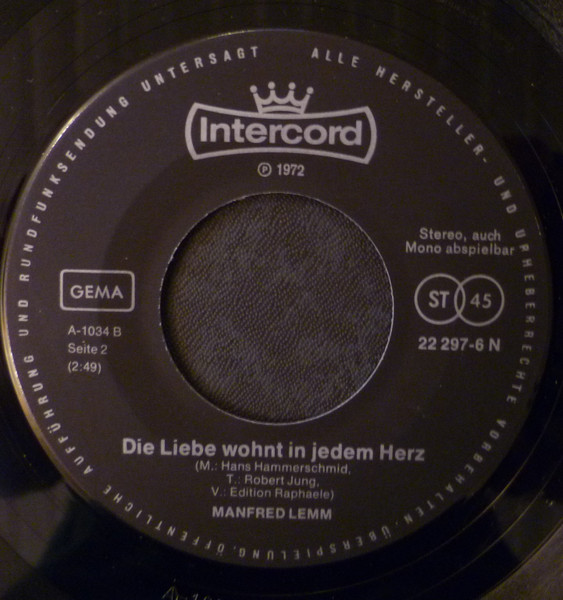 ALLE HERSTELLER- UND URHEBERRECHTE VORBEHALTEN. ÜBERSPIELUNG, ÖFFENTLICHE AUFFÜHRUNG UND RUNDFUNKSENDUNG UNTERSAGT
Intercord
℗ 1972
Stereo, auch
Mono abspielbar
GEMA
ST 45
A-1034 B
22 297-6 N
Seite 2
(2:49)
Die Liebe wohnt in jedem Herz
(M.: Hans Hammerschmid,
T.: Robert Jung,
V.: Edition Raphaele)
MANFRED LEMM